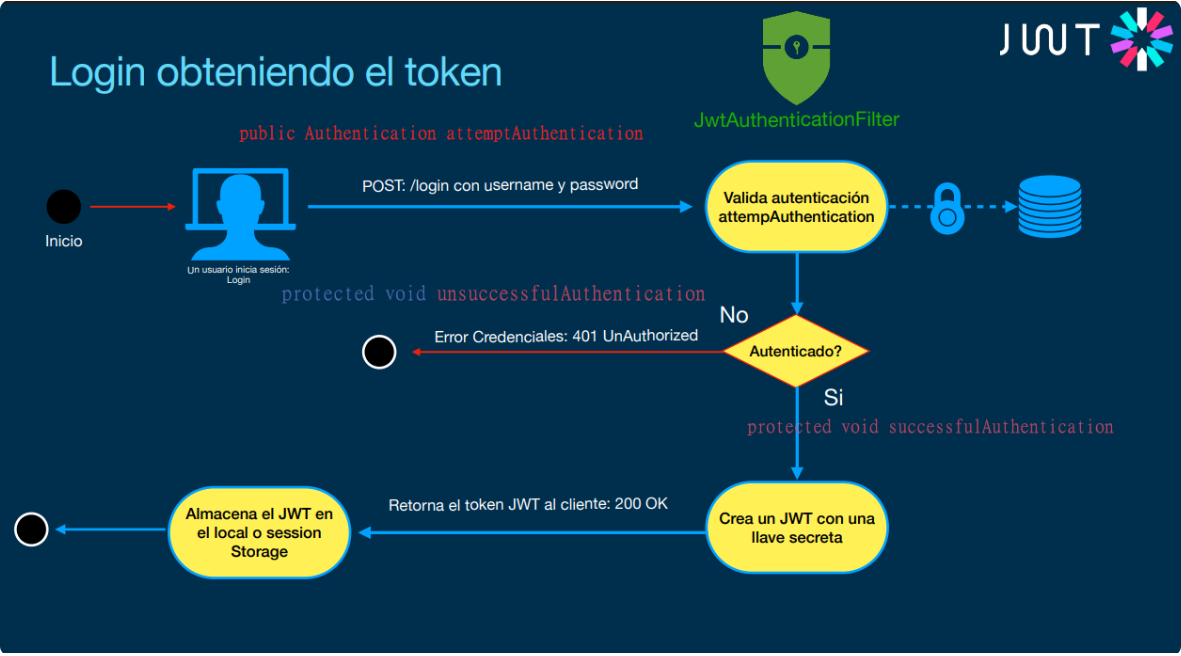 JWT
Login obteniendo el token
JwtAuthenticationFilter
public Authentication attemptAuthentication
POST: /login con username y password
Valida autenticación
attempAuthentication
Inicio
Un usuario inicia sesión:
Login
protected void unsuccessfulAuthentication
No
Error Credenciales: 401 UnAuthorized
Autenticado?
Si
protected void successfulAuthentication
Retorna el token JWT al cliente: 200 OK
Almacena el JWT en
el local o session
Storage
Crea un JWT con una
llave secreta